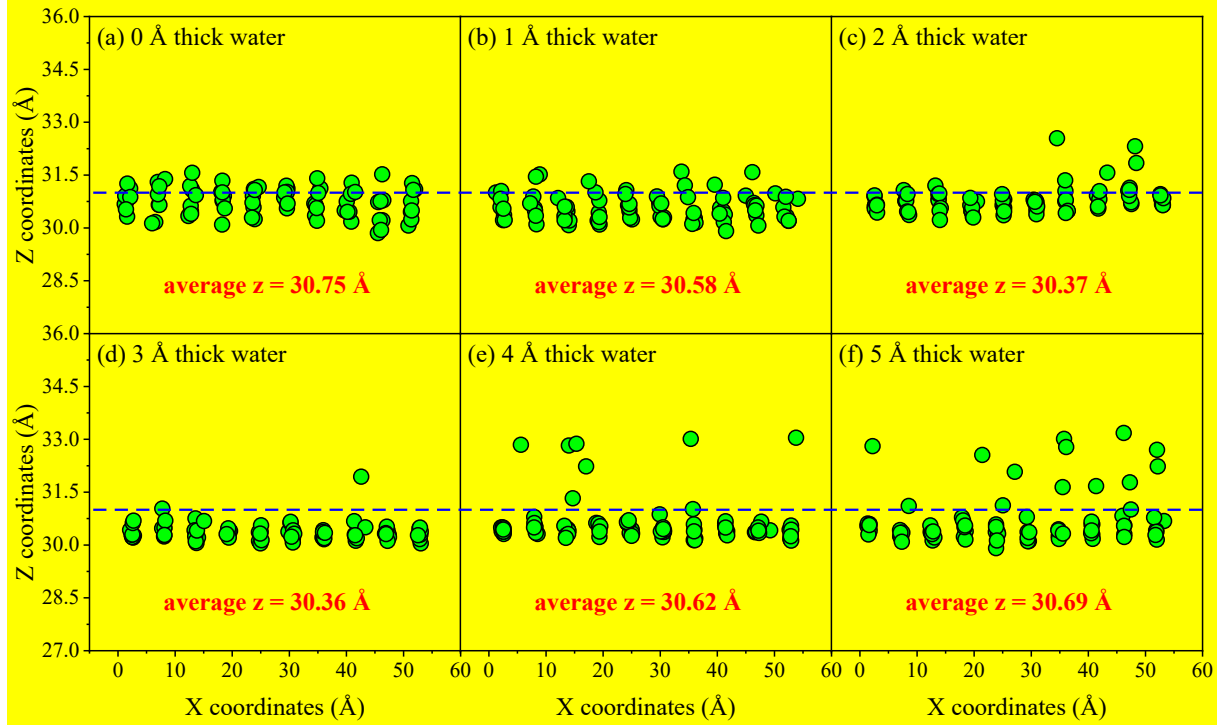 (a) 0 Å thick water
(b) 1 Å thick water
(c) 2 Å thick water
36.0
34.5
33.0
31.5
30.0
28.5
36.0
Z coordinates (Å)
average z = 30.75 Å
average z = 30.58 Å
average z = 30.37 Å
(d) 3 Å thick water
(e) 4 Å thick water
(f) 5 Å thick water
34.5
33.0
31.5
30.0
28.5
27.0
Z coordinates (Å)
average z = 30.36 Å
average z = 30.62 Å
average z = 30.69 Å
0 10 20 30 40 50 0 10 20 30 40 50 0 10 20 30 40 50 60
X coordinates (Å)
X coordinates (Å)
X coordinates (Å)